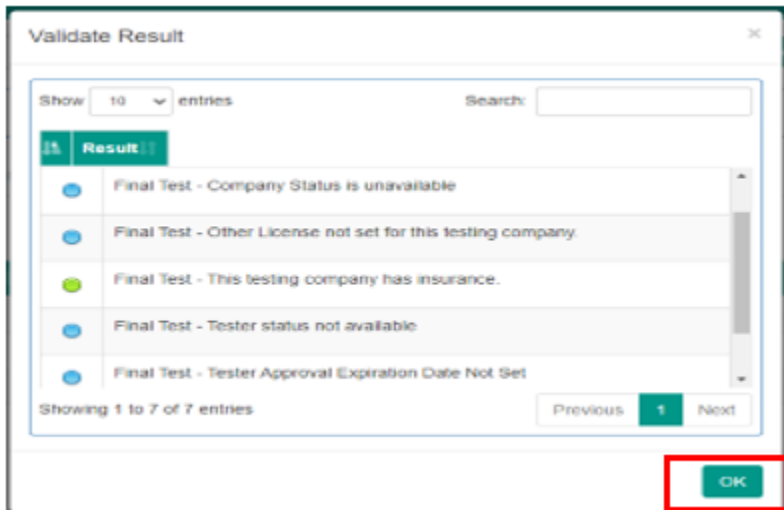 Validate Result ×
Show 10 entries Search:
Result
Final Test - Company Status is unavailable
Final Test - Other License not set for this testing company.
Final Test - This testing company has insurance.
Final Test - Tester status not available
Final Test - Tester Approval Expiration Date Not Set
Showing 1 to 7 of 7 entries Previous 1 Next
OK